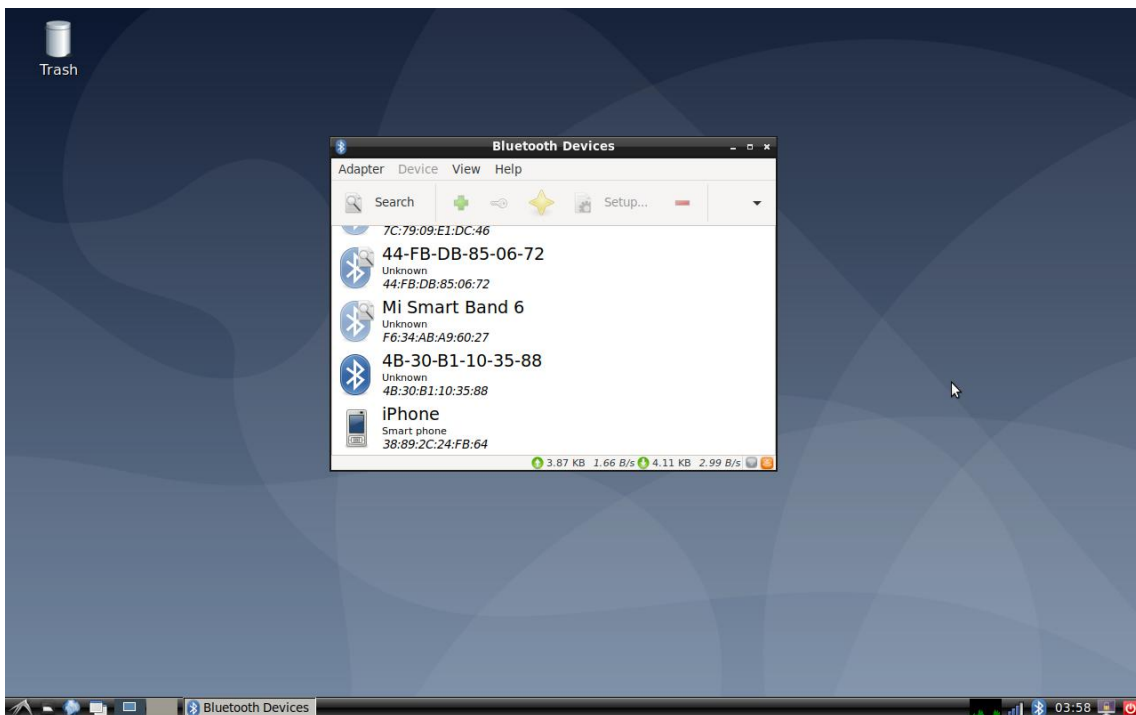 Trash
Bluetooth Devices
Adapter Device View Help
Search Setup...
7C:79:09:E1:DC:46
44-FB-DB-85-06-72
Unknown
44:FB:DB:85:06:72
Mi Smart Band 6
Unknown
F6:34:AB:A9:60:27
4B-30-B1-10-35-88
Unknown
4B:30:B1:10:35:88
iPhone
Smart phone
38:89:2C:24:FB:64
3.87 KB 1.66 B/s 4.11 KB 2.99 B/s
Bluetooth Devices 03:58